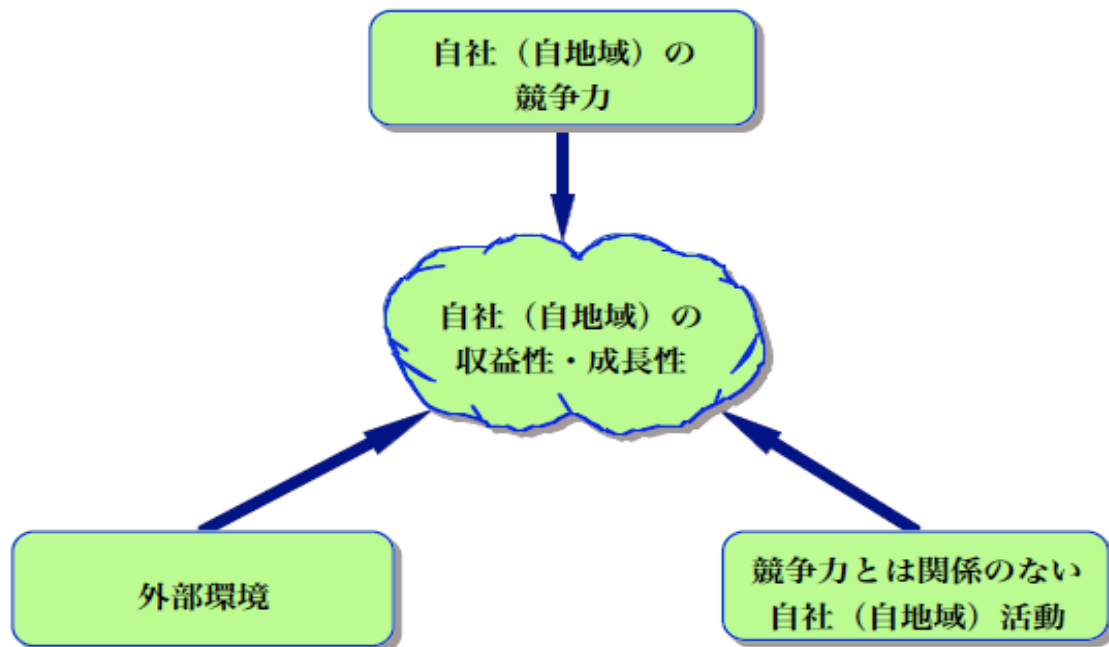 自社（自地域）の
競争力
自社（自地域）の
収益性・成長性
外部環境
競争力とは関係のない
自社（自地域）活動